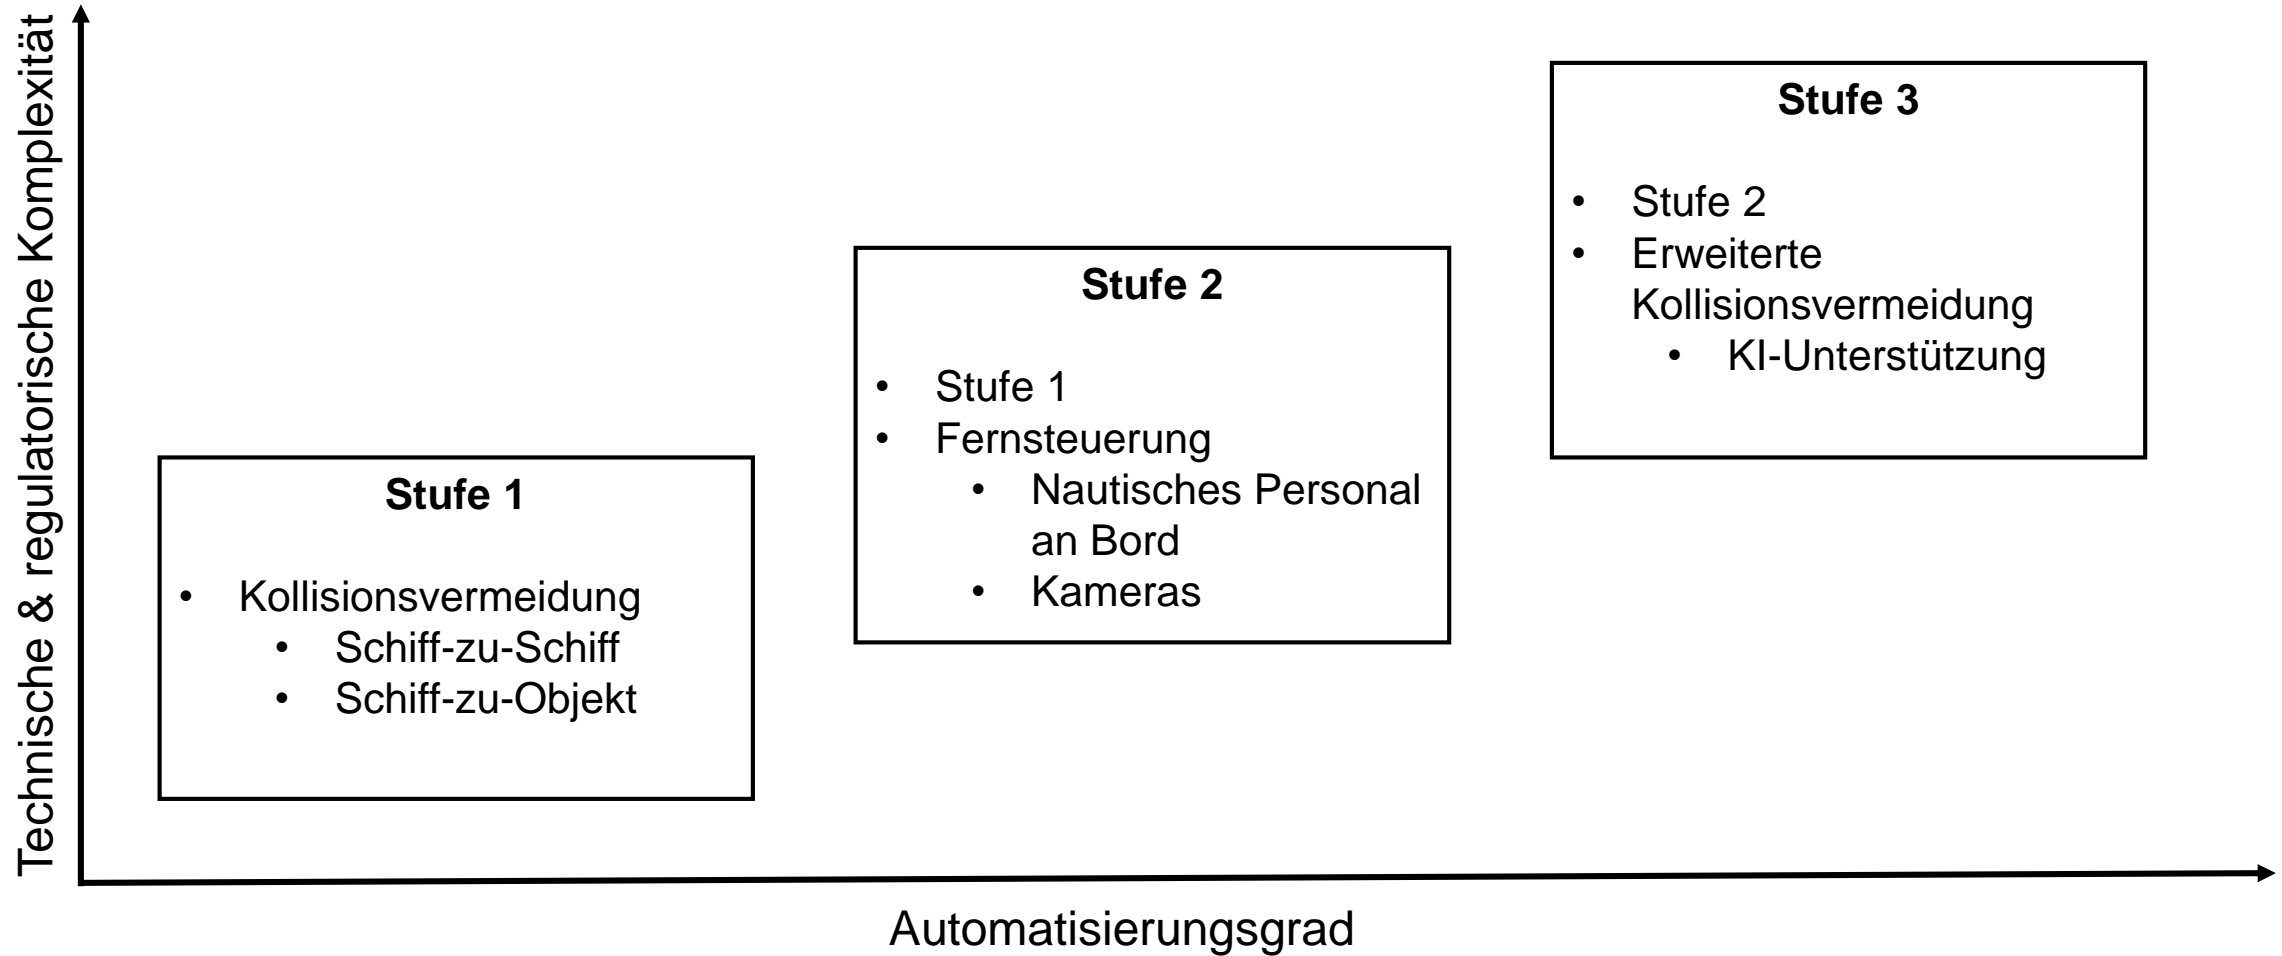 Technische & regulatorische Komplexität
Stufe 1
• Kollisionsvermeidung
• Schiff-zu-Schiff
• Schiff-zu-Objekt
Stufe 2
• Stufe 1
• Fernsteuerung
• Nautisches Personal
an Bord
• Kameras
Stufe 3
• Stufe 2
• Erweiterte
Kollisionsvermeidung
• KI-Unterstützung
Automatisierungsgrad